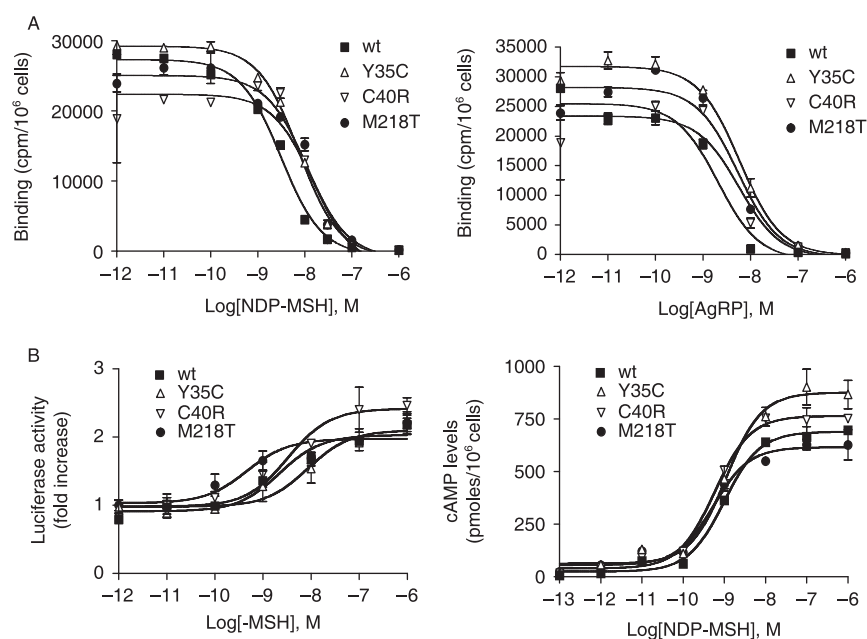 A
30000
20000
10000
0
Binding (cpm/10⁶ cells)
wt
Y35C
C40R
M218T
−12 −11 −10 −9 −8 −7 −6
Log[NDP-MSH], M
35000
30000
25000
20000
15000
10000
5000
0
Binding (cpm/10⁶ cells)
wt
Y35C
C40R
M218T
−12 −11 −10 −9 −8 −7 −6
Log[AgRP], M
B
3
2
1
0
Luciferase activity
(fold increase)
wt
Y35C
C40R
M218T
−12 −11 −10 −9 −8 −7 −6
Log[-MSH], M
1000
750
500
250
0
cAMP levels
(pmoles/10⁶ cells)
wt
Y35C
C40R
M218T
−13 −12 −11 −10 −9 −8 −7 −6
Log[NDP-MSH], M